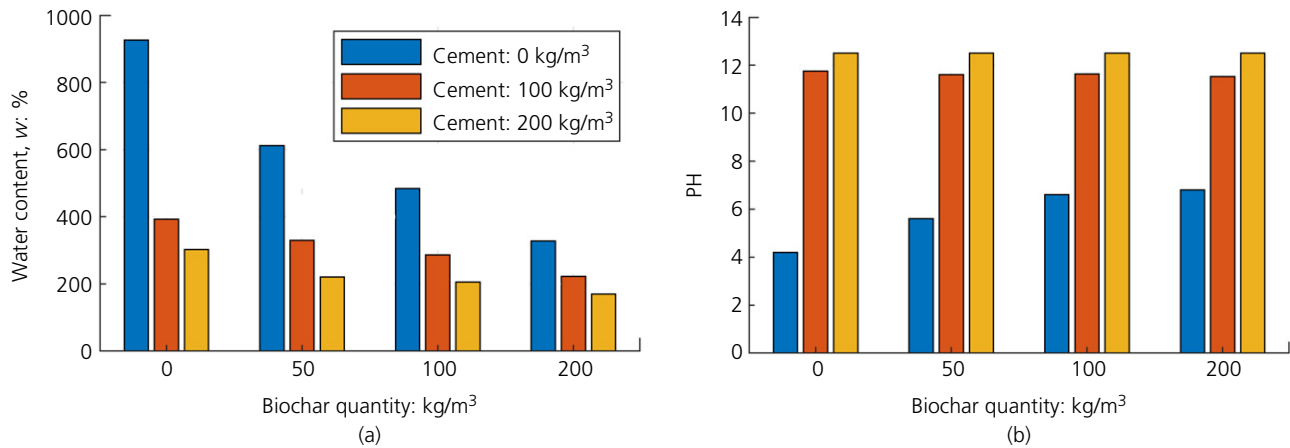 1000
800
600
400
200
0
Water content, w: %
Cement: 0 kg/m³
Cement: 100 kg/m³
Cement: 200 kg/m³
0 50 100 200
Biochar quantity: kg/m³
(a)
14
12
10
8
6
4
2
0
PH
0 50 100 200
Biochar quantity: kg/m³
(b)